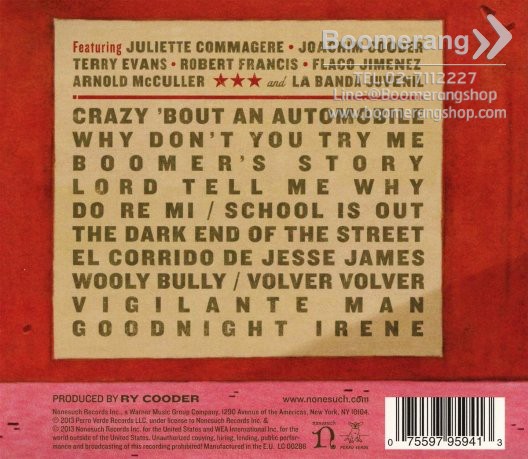 Boomerang
Featuring JULIETTE COMMAGERE • JOACHIM COODER
TERRY EVANS • ROBERT FRANCIS • FLACO JIMENEZ
ARNOLD McCULLER ★★★ and LA BANDA JUVENIL
Line:@Boomerangshop
www.boomerangshop.com
CRAZY 'BOUT AN AUTOMOBILE
WHY DON'T YOU TRY ME
BOOMER'S STORY
LORD TELL ME WHY
DO RE MI / SCHOOL IS OUT
THE DARK END OF THE STREET
EL CORRIDO DE JESSE JAMES
WOOLY BULLY / VOLVER VOLVER
VIGILANTE MAN
GOODNIGHT IRENE
PRODUCED BY RY COODER
www.nonesuch.com
Nonesuch Records Inc., a Warner Music Group Company, 1290 Avenue of the Americas, New York, NY 10104.
℗ 2013 Perro Verde Records LLC. under license to Nonesuch Records Inc. &
© 2013 Nonesuch Records Inc. for the United States and WEA International Inc. for the
world outside of the United States. Unauthorized copying, hiring, lending, public perfor-
mance and broadcasting of this recording prohibited! Manufactured in the E.U. LC 00286
nonesuch
PERRO VERDE
0 75597 95941 3